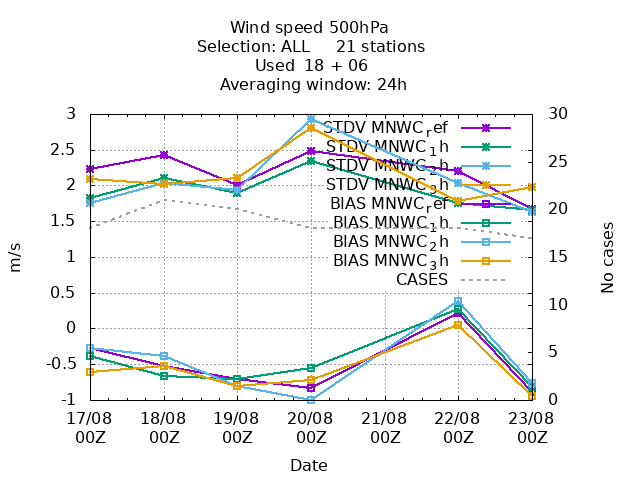 Wind speed 500hPa
Selection: ALL 21 stations
Used 18 + 06
Averaging window: 24h
3
2.5
2
1.5
1
0.5
0
-0.5
-1
m/s
30
25
20
15
10
5
0
No cases
STDV MNWC_ref
STDV MNWC_1h
STDV MNWC_2h
STDV MNWC_3h
BIAS MNWC_ref
BIAS MNWC_1h
BIAS MNWC_2h
BIAS MNWC_3h
CASES
17/08 18/08 19/08 20/08 21/08 22/08 23/08
00Z 00Z 00Z 00Z 00Z 00Z 00Z
Date